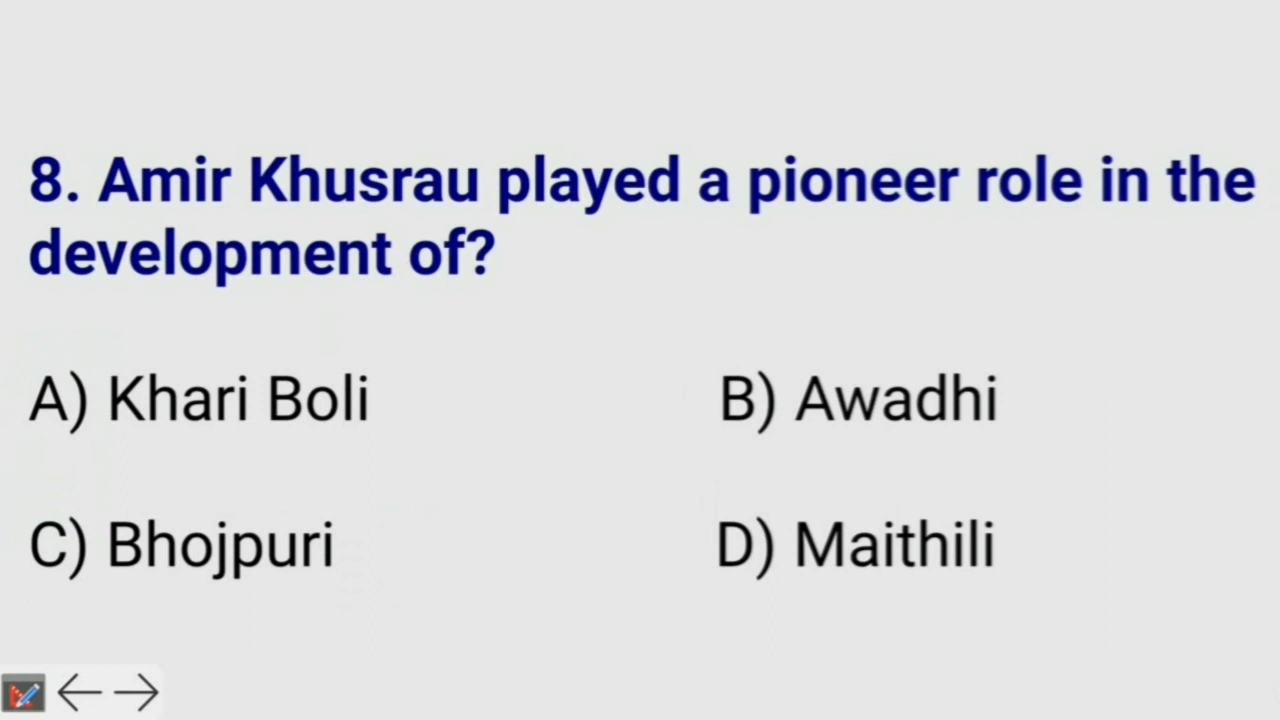 8. Amir Khusrau played a pioneer role in the
development of?
A) Khari Boli
B) Awadhi
C) Bhojpuri
D) Maithili